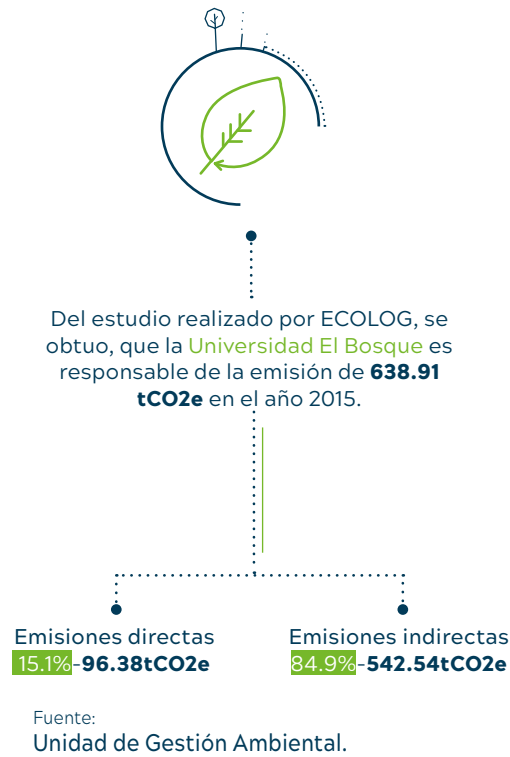 Del estudio realizado por ECOLOG, se
obtuo, que la Universidad El Bosque es
responsable de la emisión de 638.91
tCO2e en el año 2015.
Emisiones directas
15.1%-96.38tCO2e
Emisiones indirectas
84.9%-542.54tCO2e
Fuente:
Unidad de Gestión Ambiental.